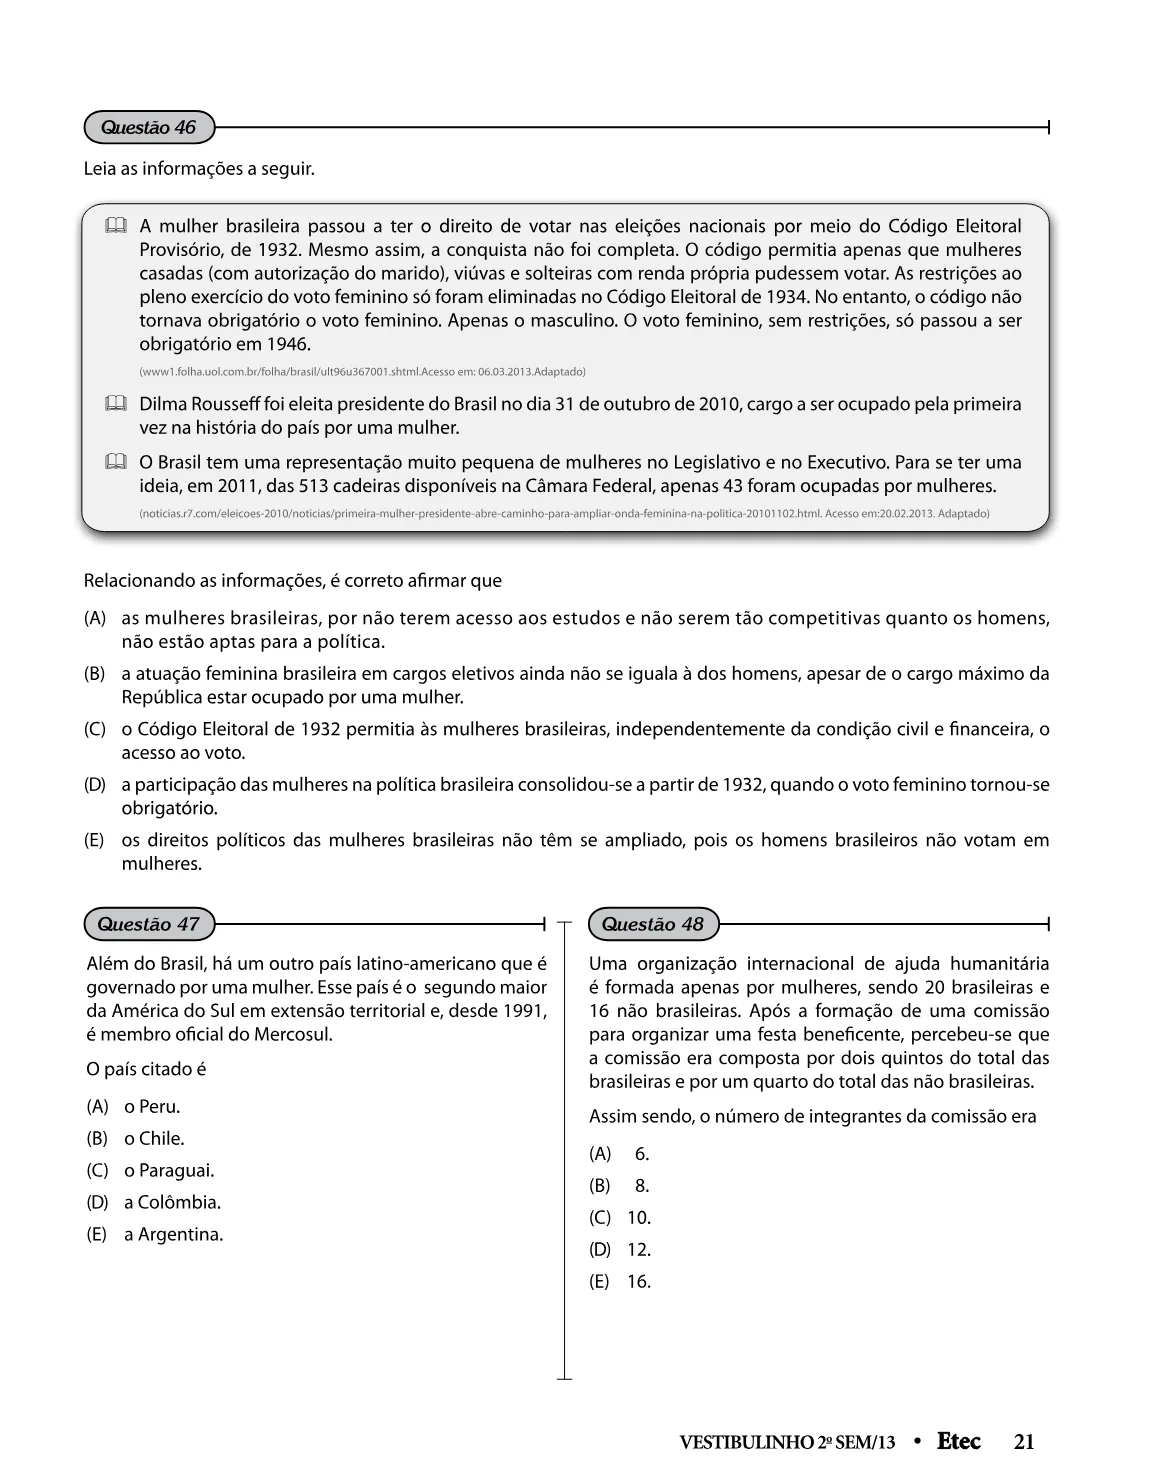 Questão 46
Leia as informações a seguir.
A mulher brasileira passou a ter o direito de votar nas eleições nacionais por meio do Código Eleitoral
Provisório, de 1932. Mesmo assim, a conquista não foi completa. O código permitia apenas que mulheres
casadas (com autorização do marido), viúvas e solteiras com renda própria pudessem votar. As restrições ao
pleno exercício do voto feminino só foram eliminadas no Código Eleitoral de 1934. No entanto, o código não
tornava obrigatório o voto feminino. Apenas o masculino. O voto feminino, sem restrições, só passou a ser
obrigatório em 1946.
(www1.folha.uol.com.br/folha/brasil/ult96u367001.shtml.Acesso em: 06.03.2013.Adaptado)
Dilma Rousseff foi eleita presidente do Brasil no dia 31 de outubro de 2010, cargo a ser ocupado pela primeira
vez na história do país por uma mulher.
O Brasil tem uma representação muito pequena de mulheres no Legislativo e no Executivo. Para se ter uma
ideia, em 2011, das 513 cadeiras disponíveis na Câmara Federal, apenas 43 foram ocupadas por mulheres.
(noticias.r7.com/eleicoes-2010/noticias/primeira-mulher-presidente-abre-caminho-para-ampliar-onda-feminina-na-politica-20101102.html. Acesso em:20.02.2013. Adaptado)
Relacionando as informações, é correto afirmar que
(A) as mulheres brasileiras, por não terem acesso aos estudos e não serem tão competitivas quanto os homens,
não estão aptas para a política.
(B) a atuação feminina brasileira em cargos eletivos ainda não se iguala à dos homens, apesar de o cargo máximo da
República estar ocupado por uma mulher.
(C) o Código Eleitoral de 1932 permitia às mulheres brasileiras, independentemente da condição civil e financeira, o
acesso ao voto.
(D) a participação das mulheres na política brasileira consolidou-se a partir de 1932, quando o voto feminino tornou-se
obrigatório.
(E) os direitos políticos das mulheres brasileiras não têm se ampliado, pois os homens brasileiros não votam em
mulheres.
Questão 47
Além do Brasil, há um outro país latino-americano que é
governado por uma mulher. Esse país é o segundo maior
da América do Sul em extensão territorial e, desde 1991,
é membro oficial do Mercosul.
O país citado é
(A) o Peru.
(B) o Chile.
(C) o Paraguai.
(D) a Colômbia.
(E) a Argentina.
Questão 48
Uma organização internacional de ajuda humanitária
é formada apenas por mulheres, sendo 20 brasileiras e
16 não brasileiras. Após a formação de uma comissão
para organizar uma festa beneficente, percebeu-se que
a comissão era composta por dois quintos do total das
brasileiras e por um quarto do total das não brasileiras.
Assim sendo, o número de integrantes da comissão era
(A) 6.
(B) 8.
(C) 10.
(D) 12.
(E) 16.
VESTIBULINHO 2º SEM/13 • Etec 21